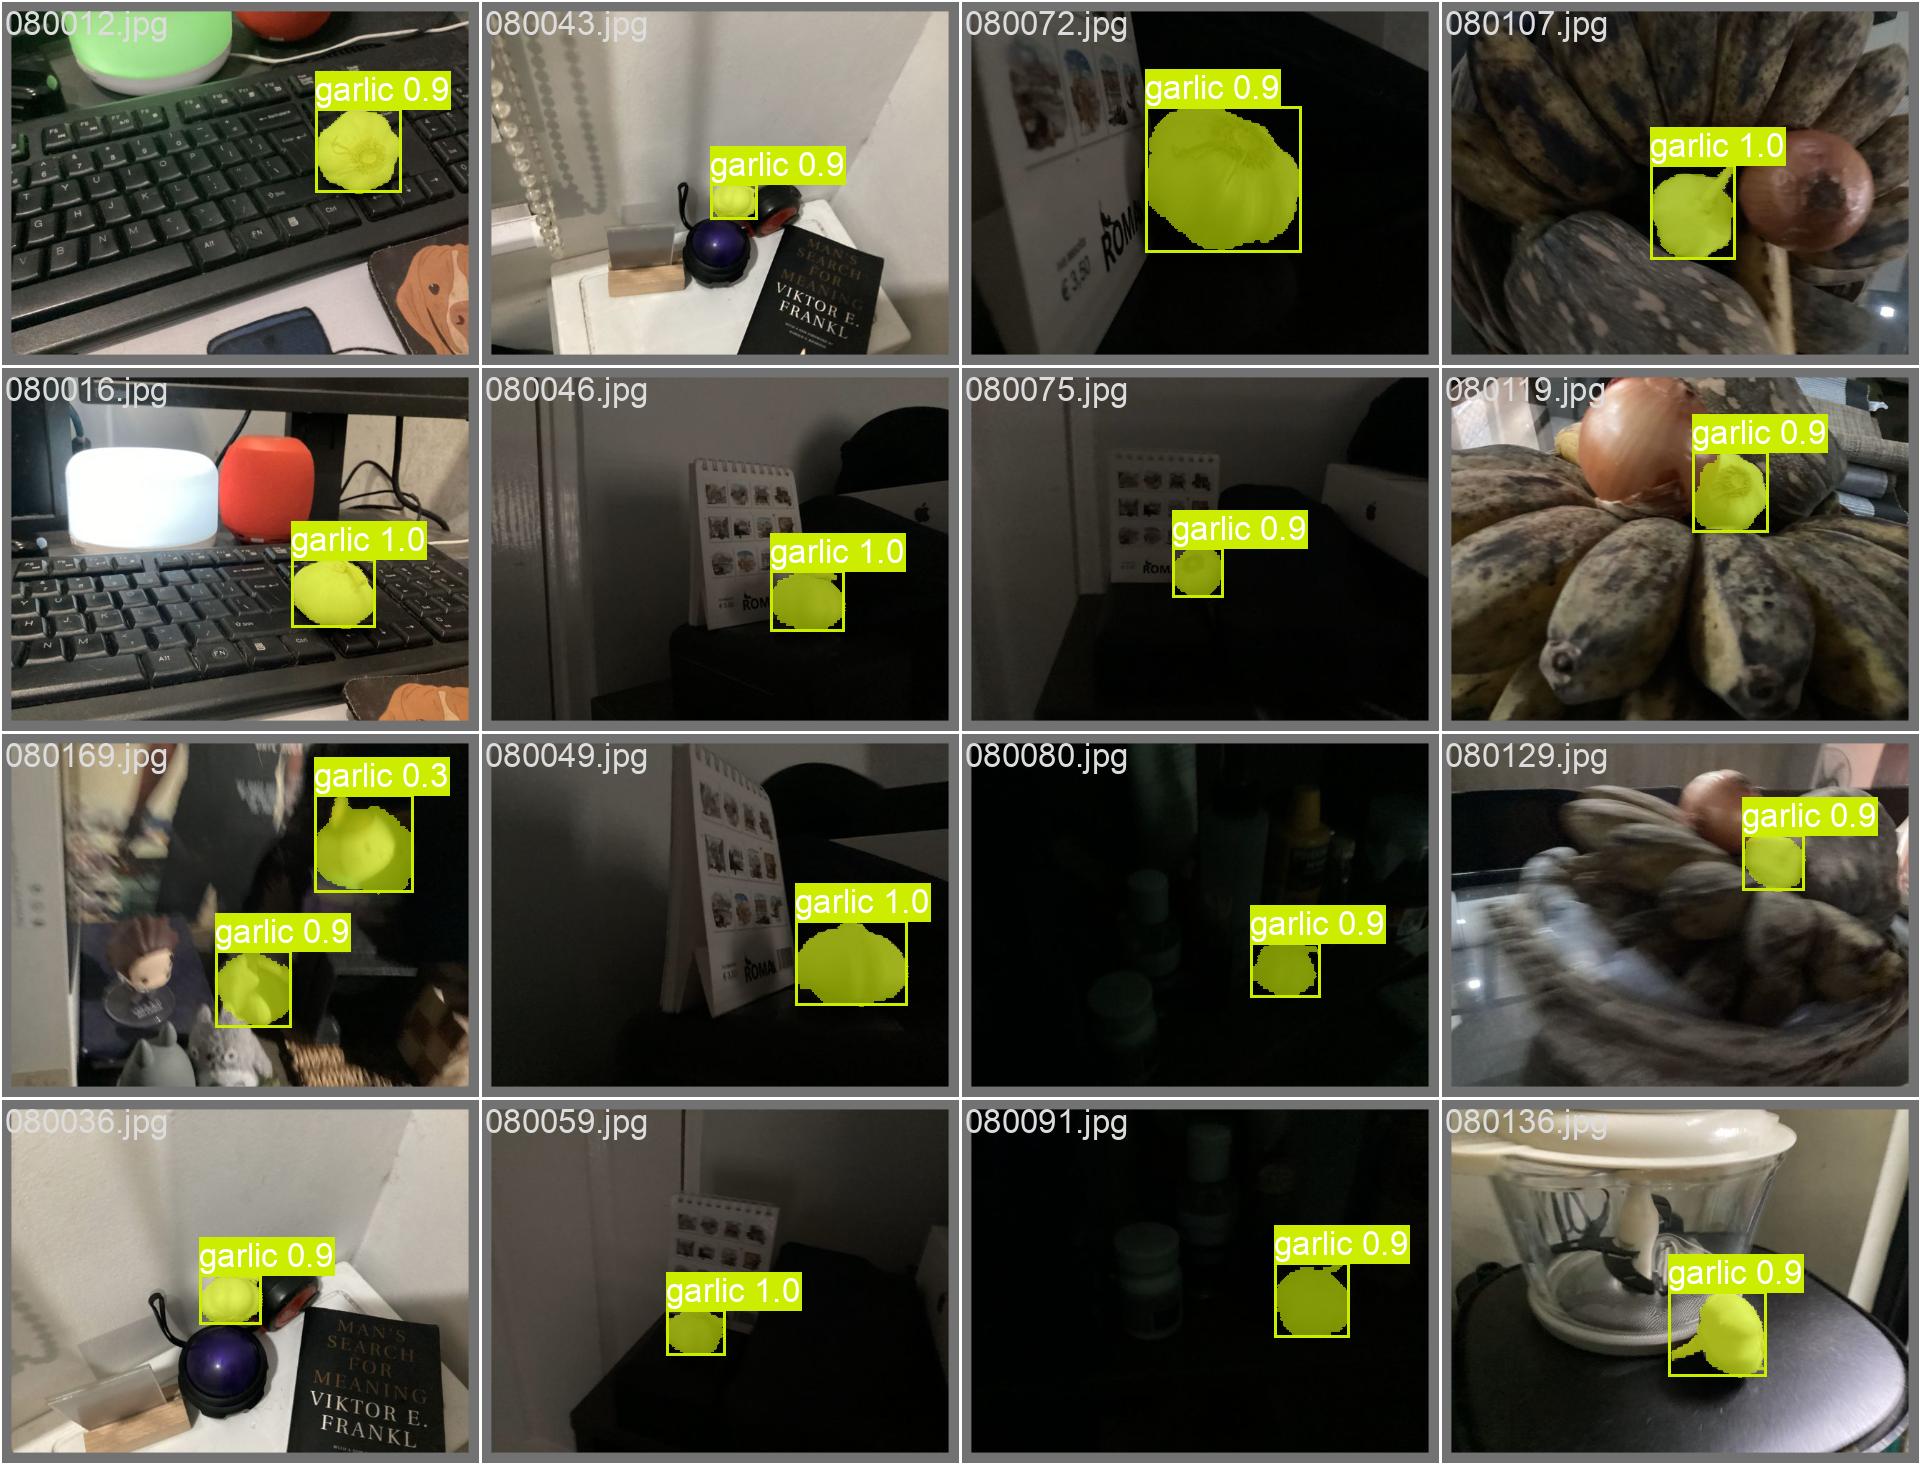 080012.jpg
garlic 0.9
080043.jpg
garlic 0.9
MAN'S
SEARCH
FOR
MEANING
VIKTOR E.
FRANKL
080072.jpg
garlic 0.9
€ 3,50
ROMA
080107.jpg
garlic 1.0
080016.jpg
garlic 1.0
080046.jpg
garlic 1.0
ROMA
080075.jpg
garlic 0.9
ROMA
080119.jpg
garlic 0.9
080169.jpg
garlic 0.3
garlic 0.9
080049.jpg
garlic 1.0
ROMA
080080.jpg
garlic 0.9
080129.jpg
garlic 0.9
080036.jpg
garlic 0.9
MAN'S
SEARCH
FOR
MEANING
VIKTOR E.
FRANKL
080059.jpg
garlic 1.0
080091.jpg
garlic 0.9
080136.jpg
garlic 0.9